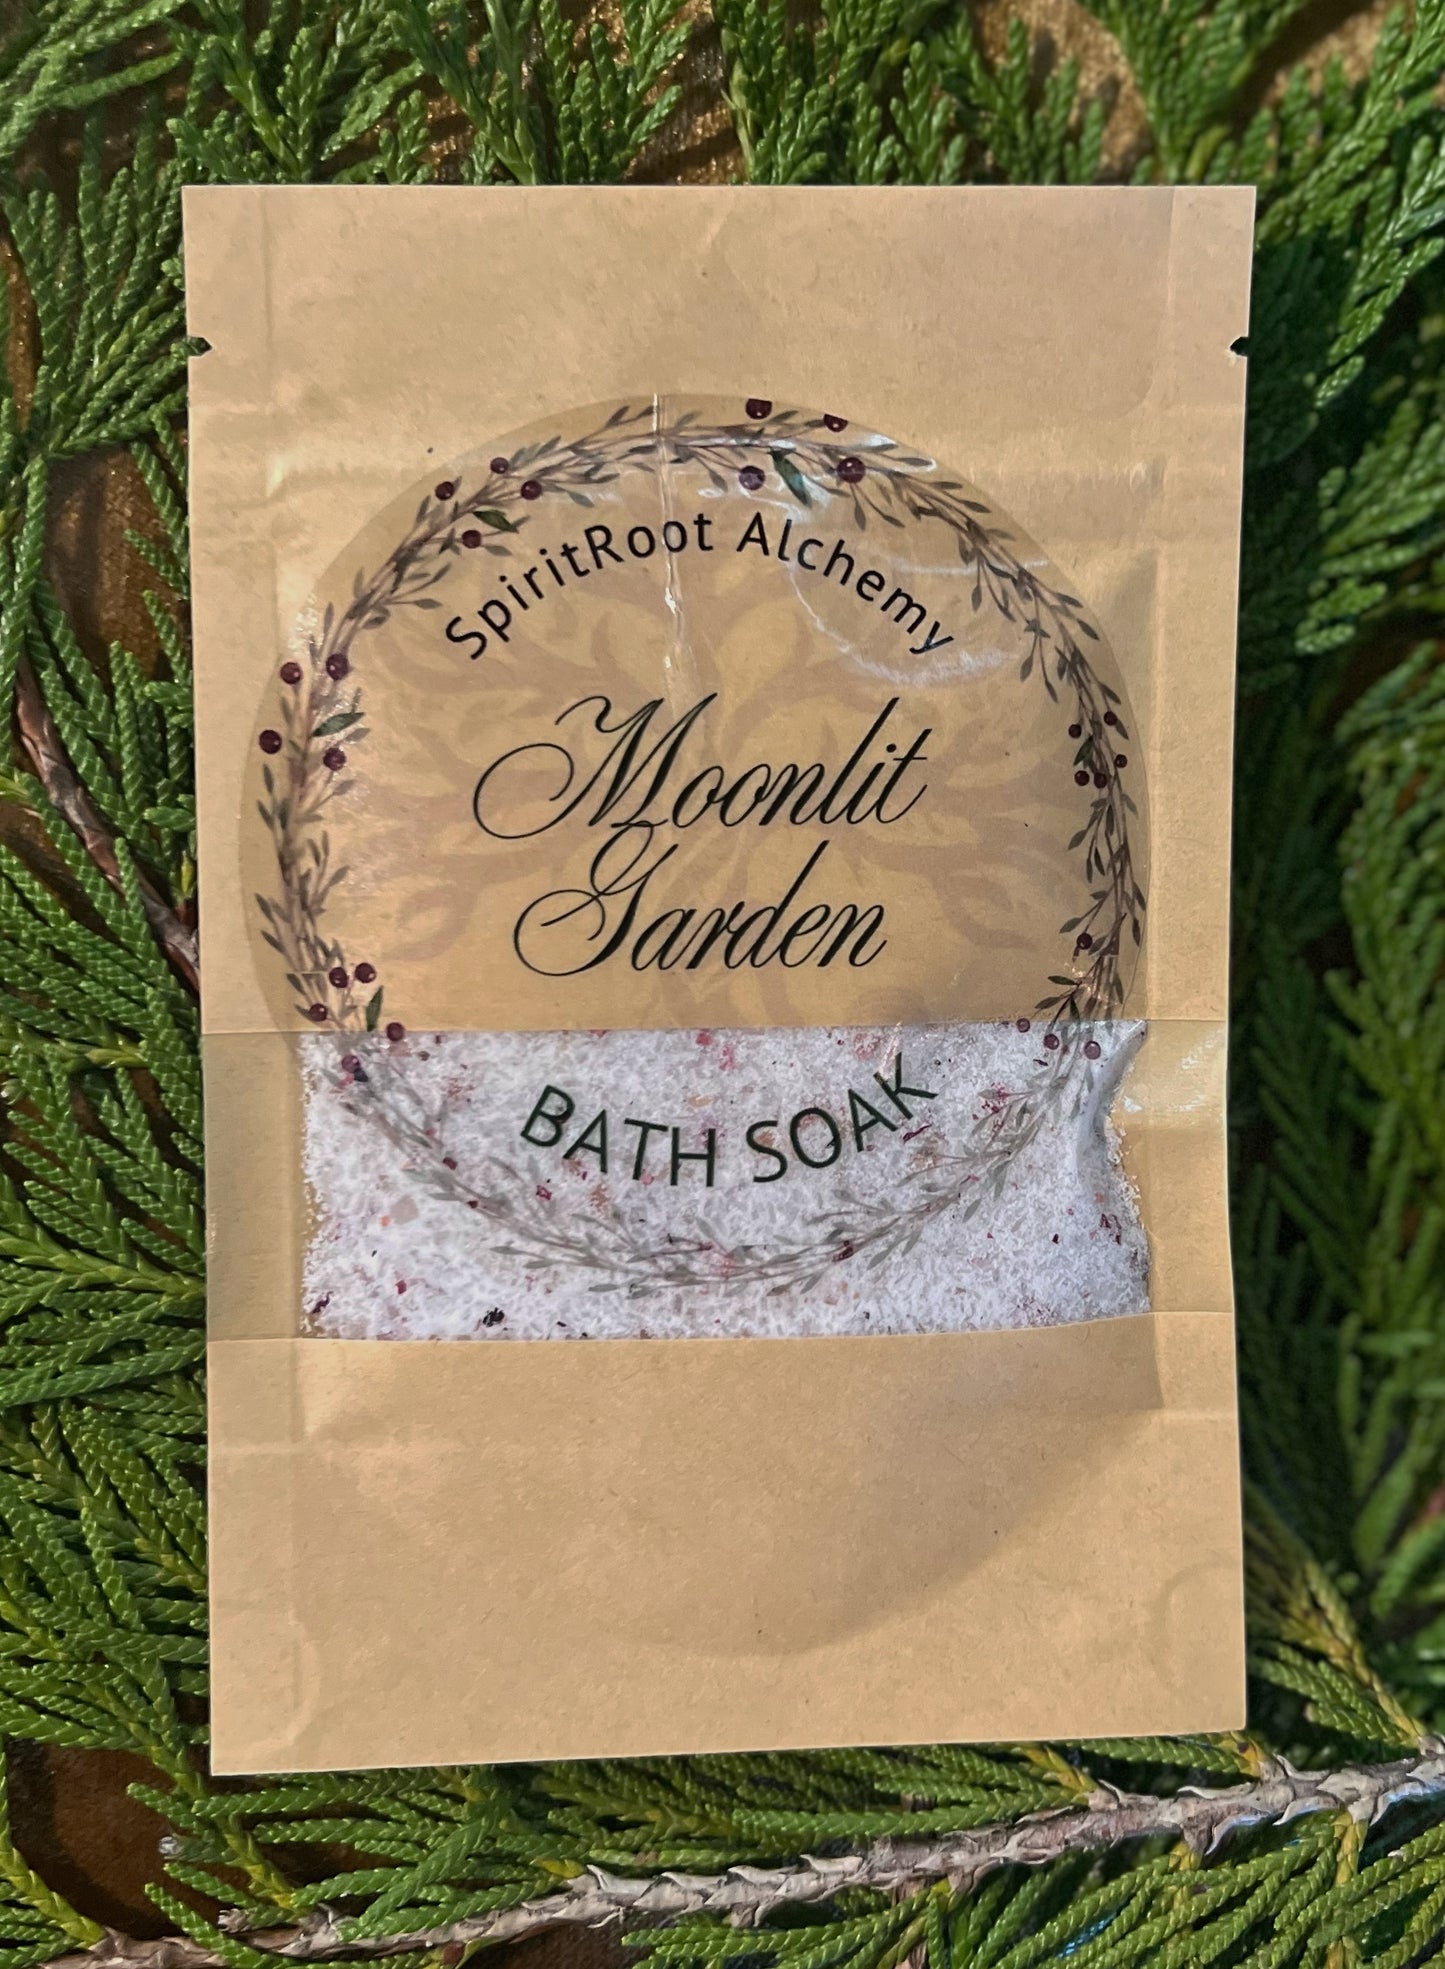 SpiritRoot Alchemy
Moonlit
Garden
BATH SOAK